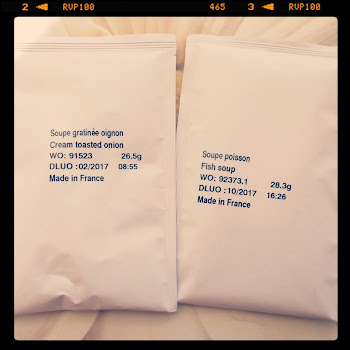 2 RVP100 465 3 RVP100
Soupe gratinée oignon
Cream toasted onion
WO: 91523 26.5g
DLUO :02/2017 08:55
Made in France
Soupe poisson
Fish soup
WO: 92373.1 28.3g
DLUO :10/2017 16:26
Made in France